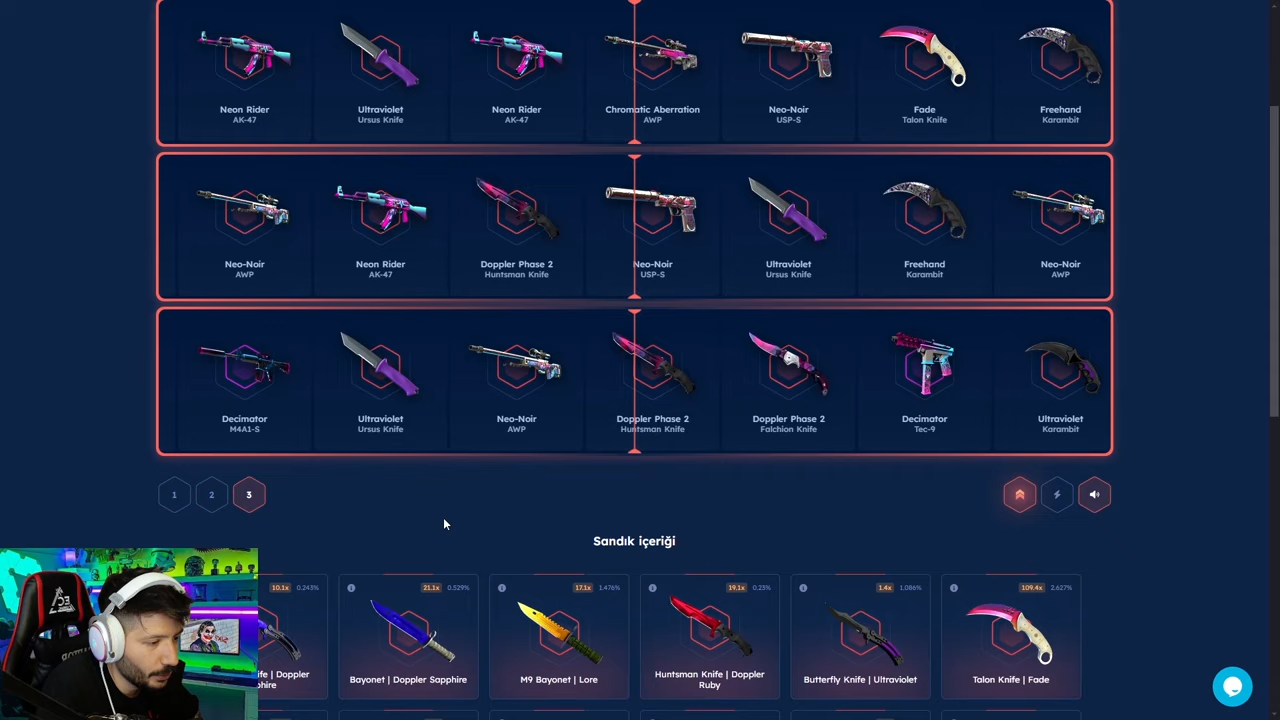 Neon Rider
AK-47
Ultraviolet
Ursus Knife
Neon Rider
AK-47
Chromatic Aberration
AWP
Neo-Noir
USP-S
Fade
Talon Knife
Freehand
Karambit
Neo-Noir
AWP
Neon Rider
AK-47
Doppler Phase 2
Huntsman Knife
Neo-Noir
USP-S
Ultraviolet
Ursus Knife
Freehand
Karambit
Neo-Noir
AWP
Decimator
M4A1-S
Ultraviolet
Ursus Knife
Neo-Noir
AWP
Doppler Phase 2
Huntsman Knife
Doppler Phase 2
Falchion Knife
Decimator
Tec-9
Ultraviolet
Karambit
1 2 3
Sandık içeriği
10.1x 0.243%
21.1x 0.529%
17.1x 1.476%
19.1x 0.23%
1.4x 1.086%
109.4x 2.627%
ife | Doppler
phire
Bayonet | Doppler Sapphire
M9 Bayonet | Lore
Huntsman Knife | Doppler
Ruby
Butterfly Knife | Ultraviolet
Talon Knife | Fade